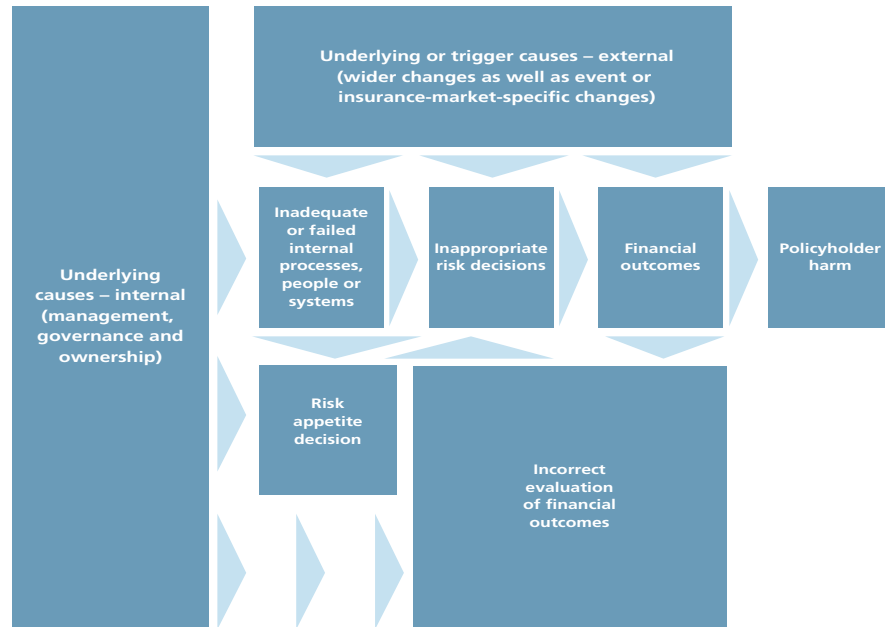 Underlying or trigger causes – external
(wider changes as well as event or
insurance-market-specific changes)
Underlying
causes – internal
(management,
governance and
ownership)
Inadequate
or failed
internal
processes,
people or
systems
Inappropriate
risk decisions
Financial
outcomes
Policyholder
harm
Risk
appetite
decision
Incorrect
evaluation
of financial
outcomes